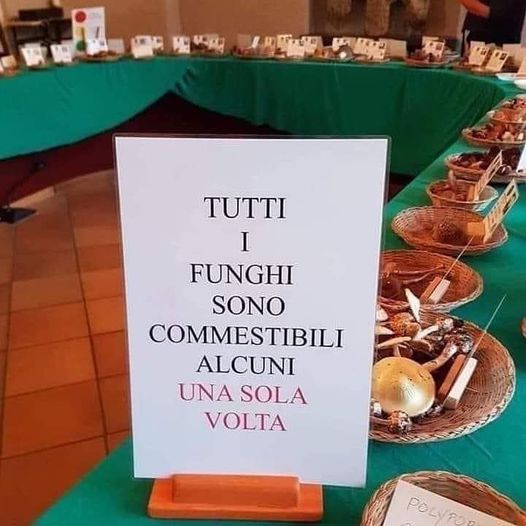 TUTTI
I
FUNGHI
SONO
COMMESTIBILI
ALCUNI
UNA SOLA
VOLTA